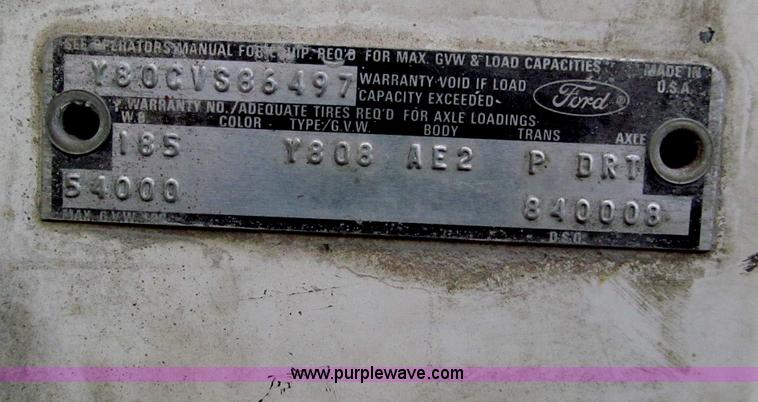 SEE OPERATORS MANUAL FOR EQUIP. REQ'D FOR MAX. GVW & LOAD CAPACITIES
MADE IN
U.S.A.
Y80GVS86497
WARRANTY VOID IF LOAD
CAPACITY EXCEEDED
Ford ®
WARRANTY NO./ADEQUATE TIRES REQ'D FOR AXLE LOADINGS
W.B. COLOR TYPE/G.V.W. BODY TRANS AXLE
185 Y808 AE2 P DRT
54000 840008
MAX. G.V.W. D.S.O.
www.purplewave.com